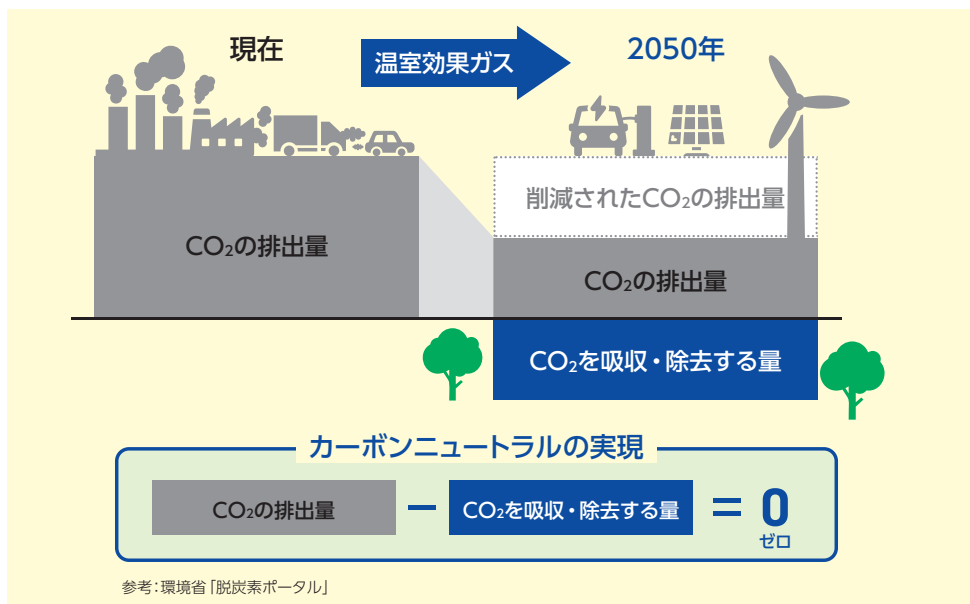 現在
温室効果ガス
2050年
削減されたCO₂の排出量
CO₂の排出量
CO₂の排出量
CO₂を吸収・除去する量
カーボンニュートラルの実現
CO₂の排出量 − CO₂を吸収・除去する量 = 0
ゼロ
参考:環境省「脱炭素ポータル」